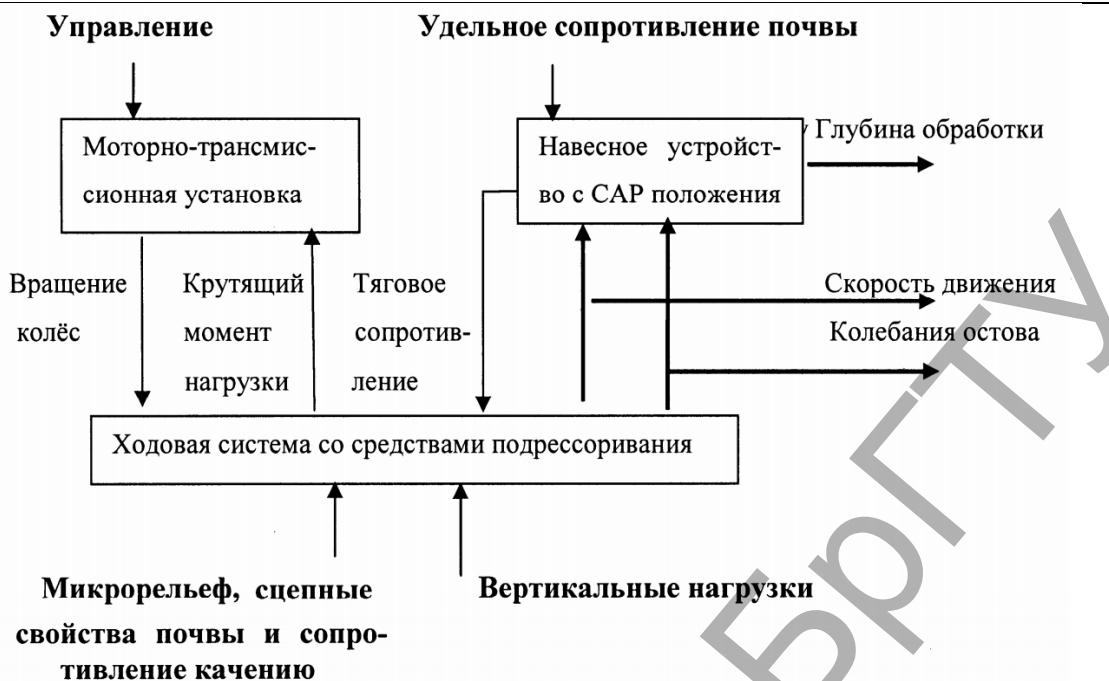 Управление
Удельное сопротивление почвы
Моторно-трансмис-
сионная установка
Навесное устройст-
во с САР положения
Глубина обработки
Вращение
колёс
Крутящий
момент
нагрузки
Тяговое
сопротив-
ление
Скорость движения
Колебания остова
Ходовая система со средствами подрессоривания
Микрорельеф, сцепные
свойства почвы и сопро-
тивление качению
Вертикальные нагрузки
БрГТУ